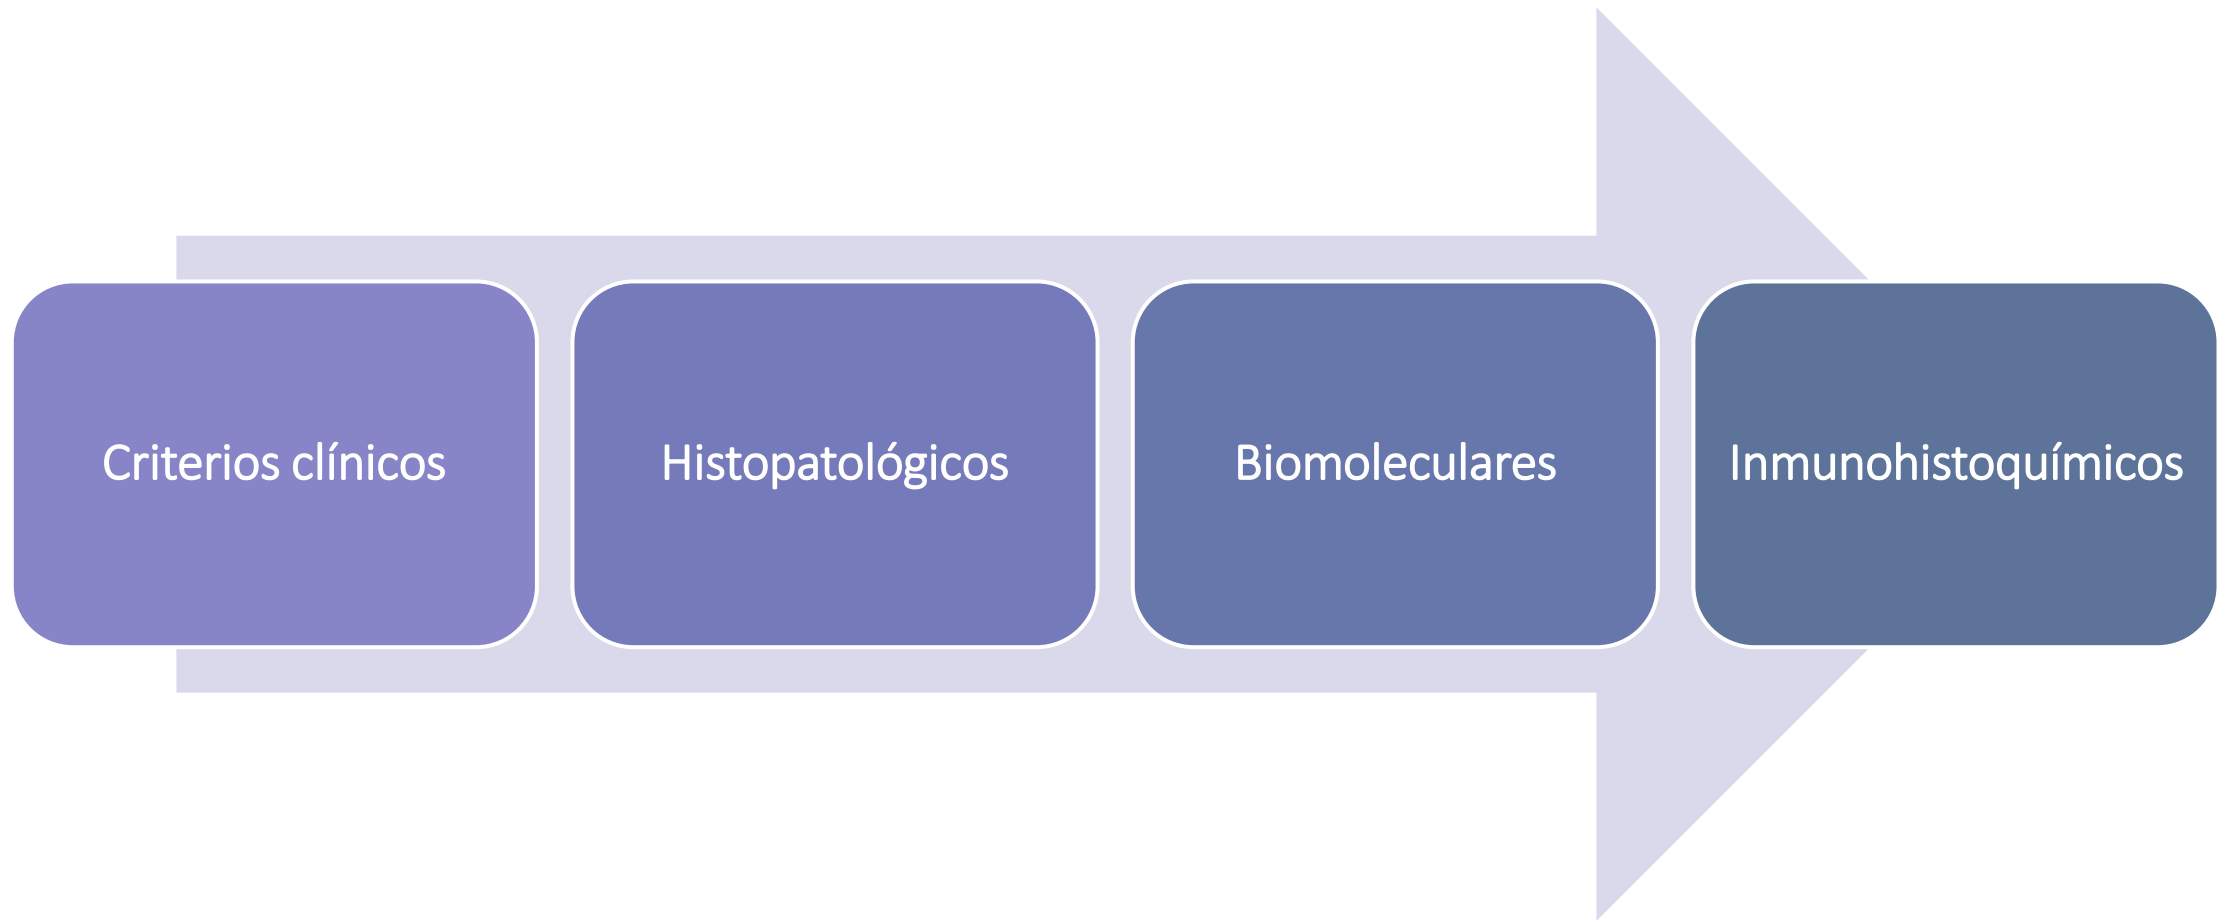 Criterios clínicos
Histopatológicos
Biomoleculares
Inmunohistoquímicos